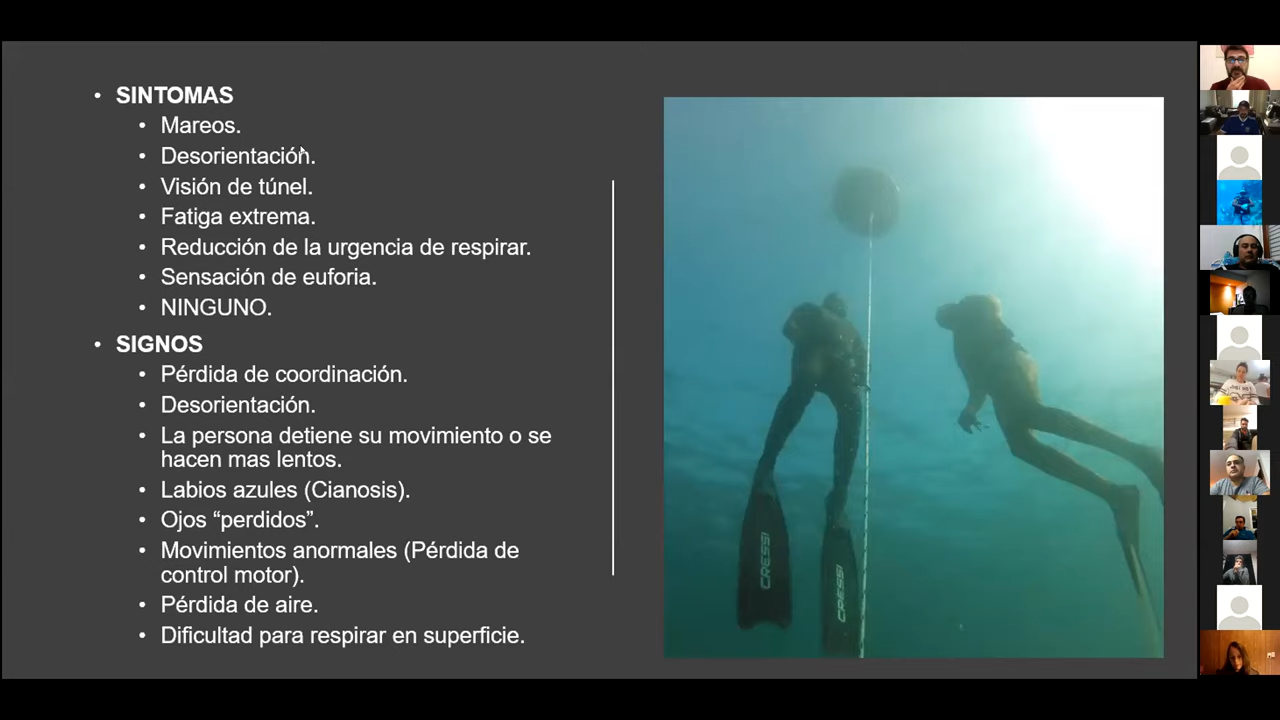 • SINTOMAS
• Mareos.
• Desorientación.
• Visión de túnel.
• Fatiga extrema.
• Reducción de la urgencia de respirar.
• Sensación de euforia.
• NINGUNO.
• SIGNOS
• Pérdida de coordinación.
• Desorientación.
• La persona detiene su movimiento o se
hacen mas lentos.
• Labios azules (Cianosis).
• Ojos “perdidos”.
• Movimientos anormales (Pérdida de
control motor).
• Pérdida de aire.
• Dificultad para respirar en superficie.
CRESSI
CRESSI